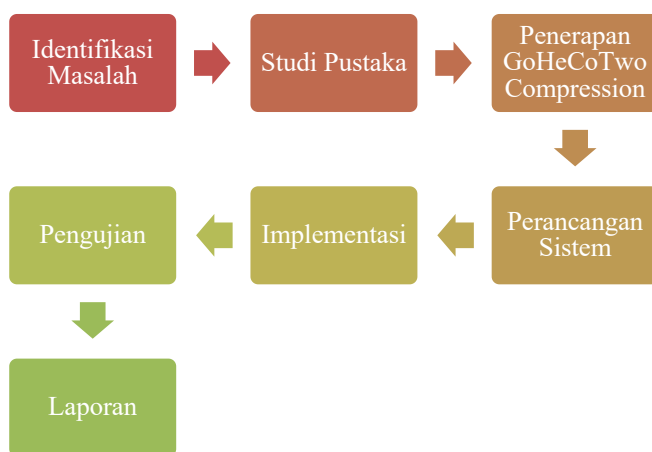 Identifikasi
Masalah
Studi Pustaka
Penerapan
GoHeCoTwo
Compression
Perancangan
Sistem
Implementasi
Pengujian
Laporan